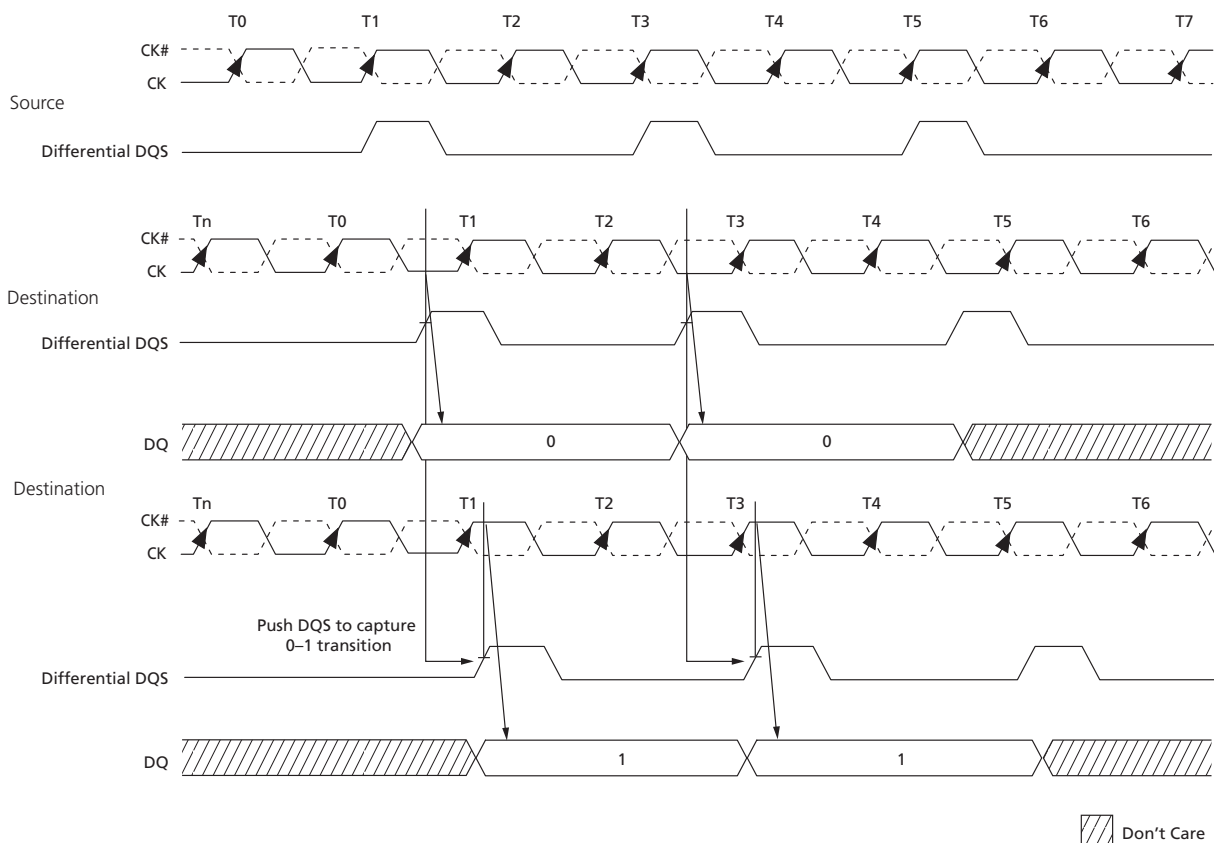 T0 T1 T2 T3 T4 T5 T6 T7
CK#
CK
Source
Differential DQS
Tn T0 T1 T2 T3 T4 T5 T6
CK#
CK
Destination
Differential DQS
DQ 0 0
Destination
Tn T0 T1 T2 T3 T4 T5 T6
CK#
CK
Push DQS to capture
0–1 transition
Differential DQS
DQ 1 1
Don't Care